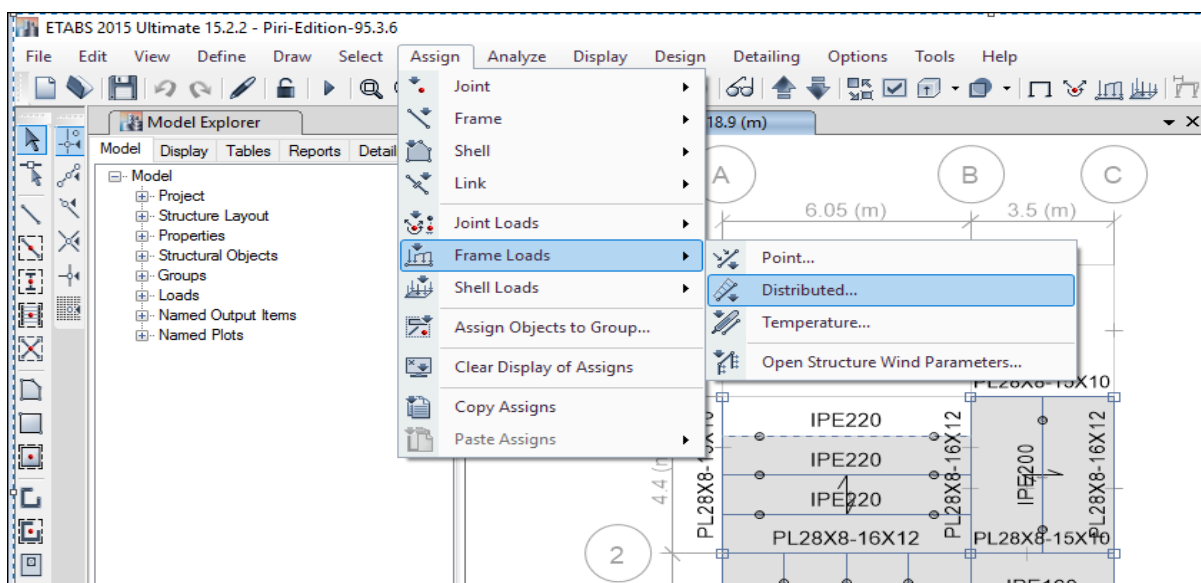 ETABS 2015 Ultimate 15.2.2 - Piri-Edition-95.3.6
File Edit View Define Draw Select Assign Analyze Display Design Detailing Options Tools Help
Model Explorer
18.9 (m)
Model Display Tables Reports Detail
Model
Project
Structure Layout
Properties
Structural Objects
Groups
Loads
Named Output Items
Named Plots
Joint
Frame
Shell
Link
Joint Loads
Frame Loads
Shell Loads
Assign Objects to Group...
Clear Display of Assigns
Copy Assigns
Paste Assigns
Point...
Distributed...
Temperature...
Open Structure Wind Parameters...
A
B
C
6.05 (m)
3.5 (m)
PL28X8-15X10
IPE220
IPE220
IPE220
PL28X8-16X12
IPE200
PL28X8-16X12
4.4 (m
PL28X8-16X12
PL28X8-15X10
2